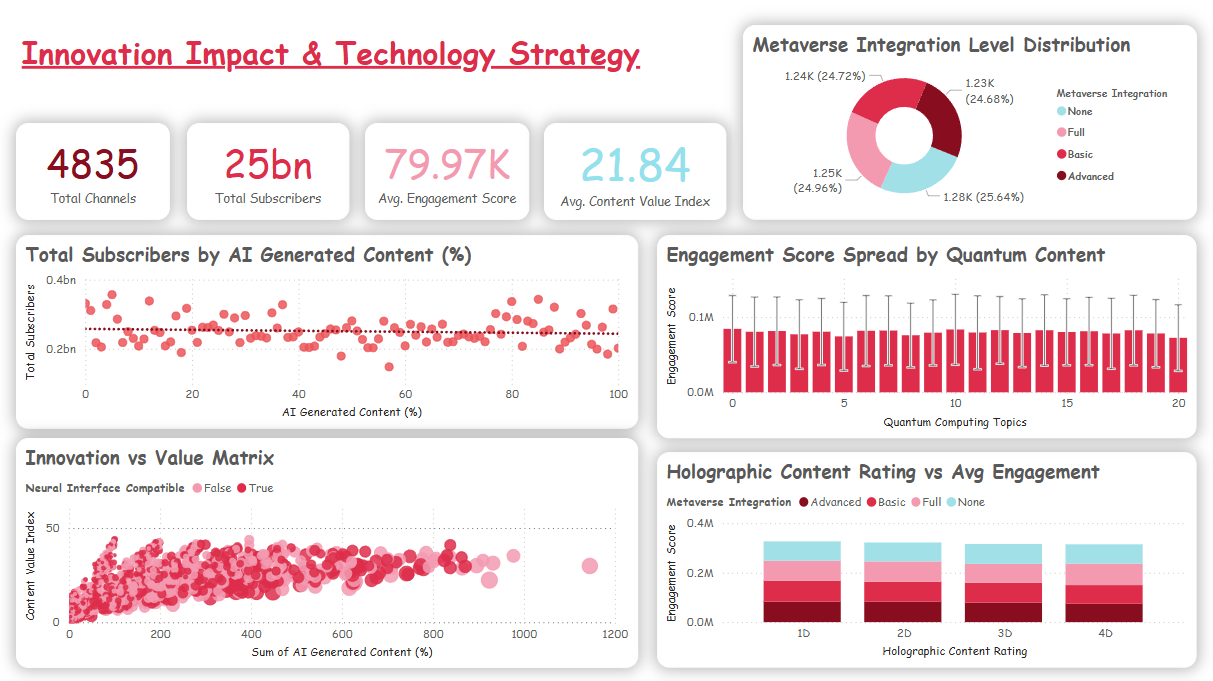 Innovation Impact & Technology Strategy
4835
Total Channels
25bn
Total Subscribers
79.97K
Avg. Engagement Score
21.84
Avg. Content Value Index
Metaverse Integration Level Distribution
1.24K (24.72%)
1.23K
(24.68%)
1.25K
(24.96%)
1.28K (25.64%)
Metaverse Integration
None
Full
Basic
Advanced
Total Subscribers by AI Generated Content (%)
Total Subscribers
0.4bn
0.2bn
0 20 40 60 80 100
AI Generated Content (%)
Engagement Score Spread by Quantum Content
Engagement Score
0.1M
0.0M
0 5 10 15 20
Quantum Computing Topics
Innovation vs Value Matrix
Neural Interface Compatible False True
Content Value Index
50
0
0 200 400 600 800 1000 1200
Sum of AI Generated Content (%)
Holographic Content Rating vs Avg Engagement
Metaverse Integration Advanced Basic Full None
Engagement Score
0.4M
0.2M
0.0M
1D 2D 3D 4D
Holographic Content Rating